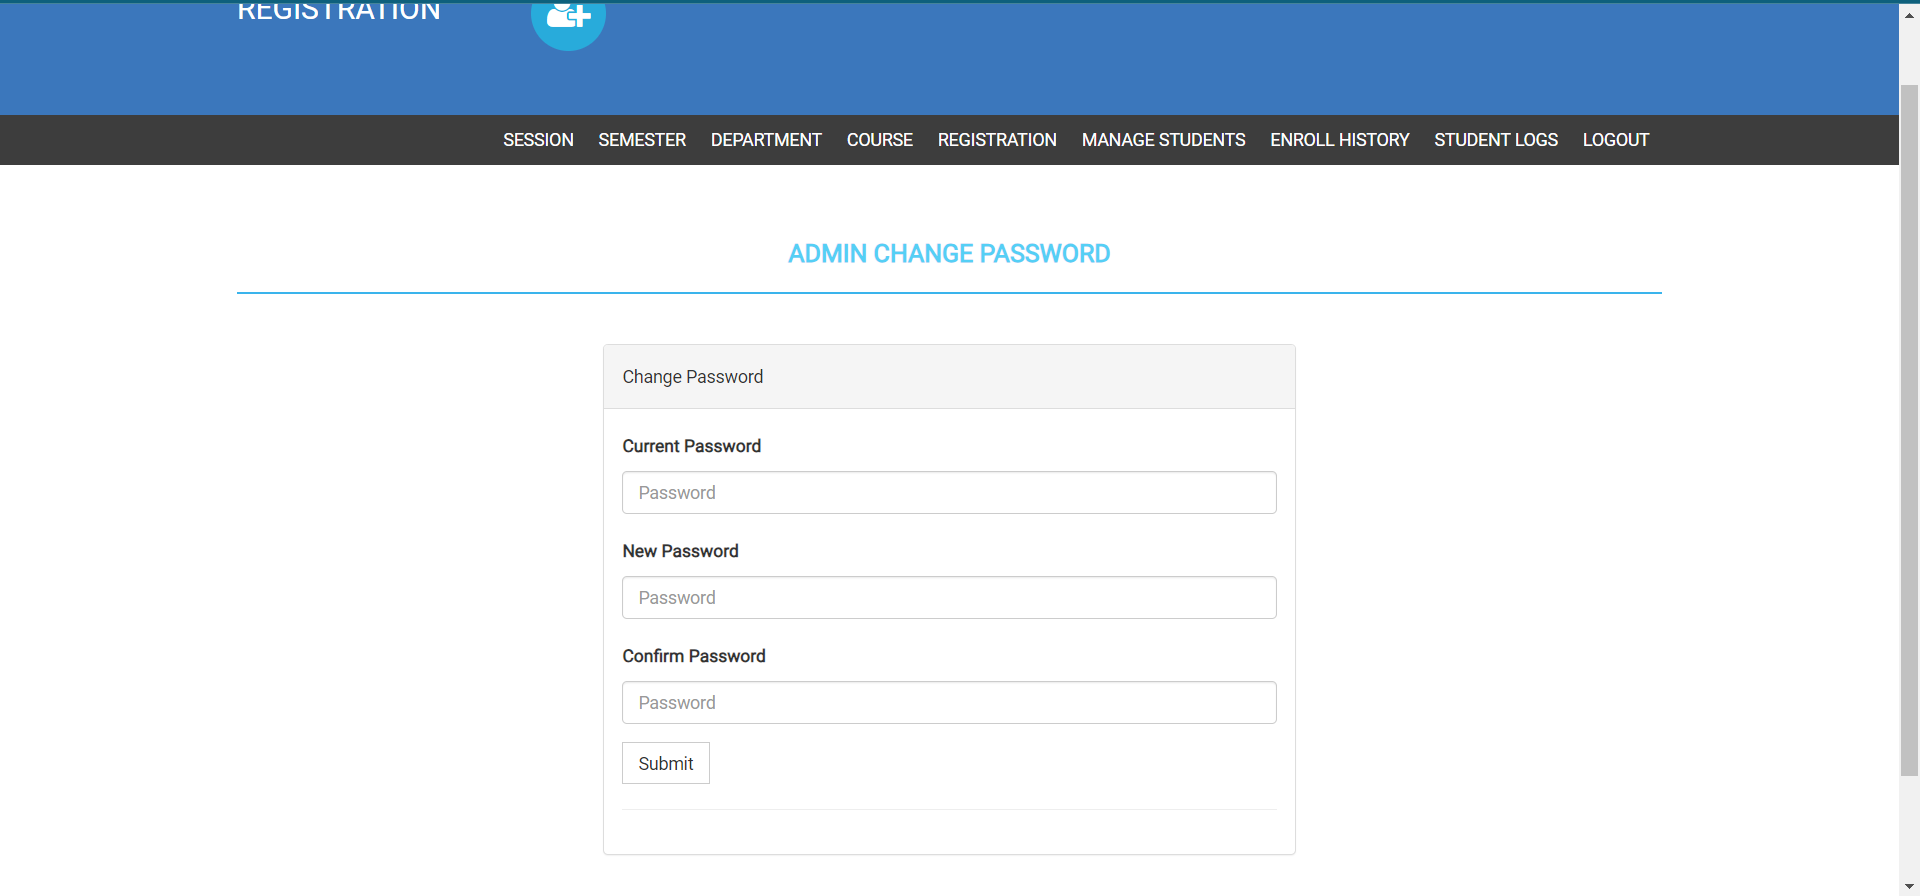 REGISTRATION
SESSION SEMESTER DEPARTMENT COURSE REGISTRATION MANAGE STUDENTS ENROLL HISTORY STUDENT LOGS LOGOUT
ADMIN CHANGE PASSWORD
Change Password
Current Password
Password
New Password
Password
Confirm Password
Password
Submit